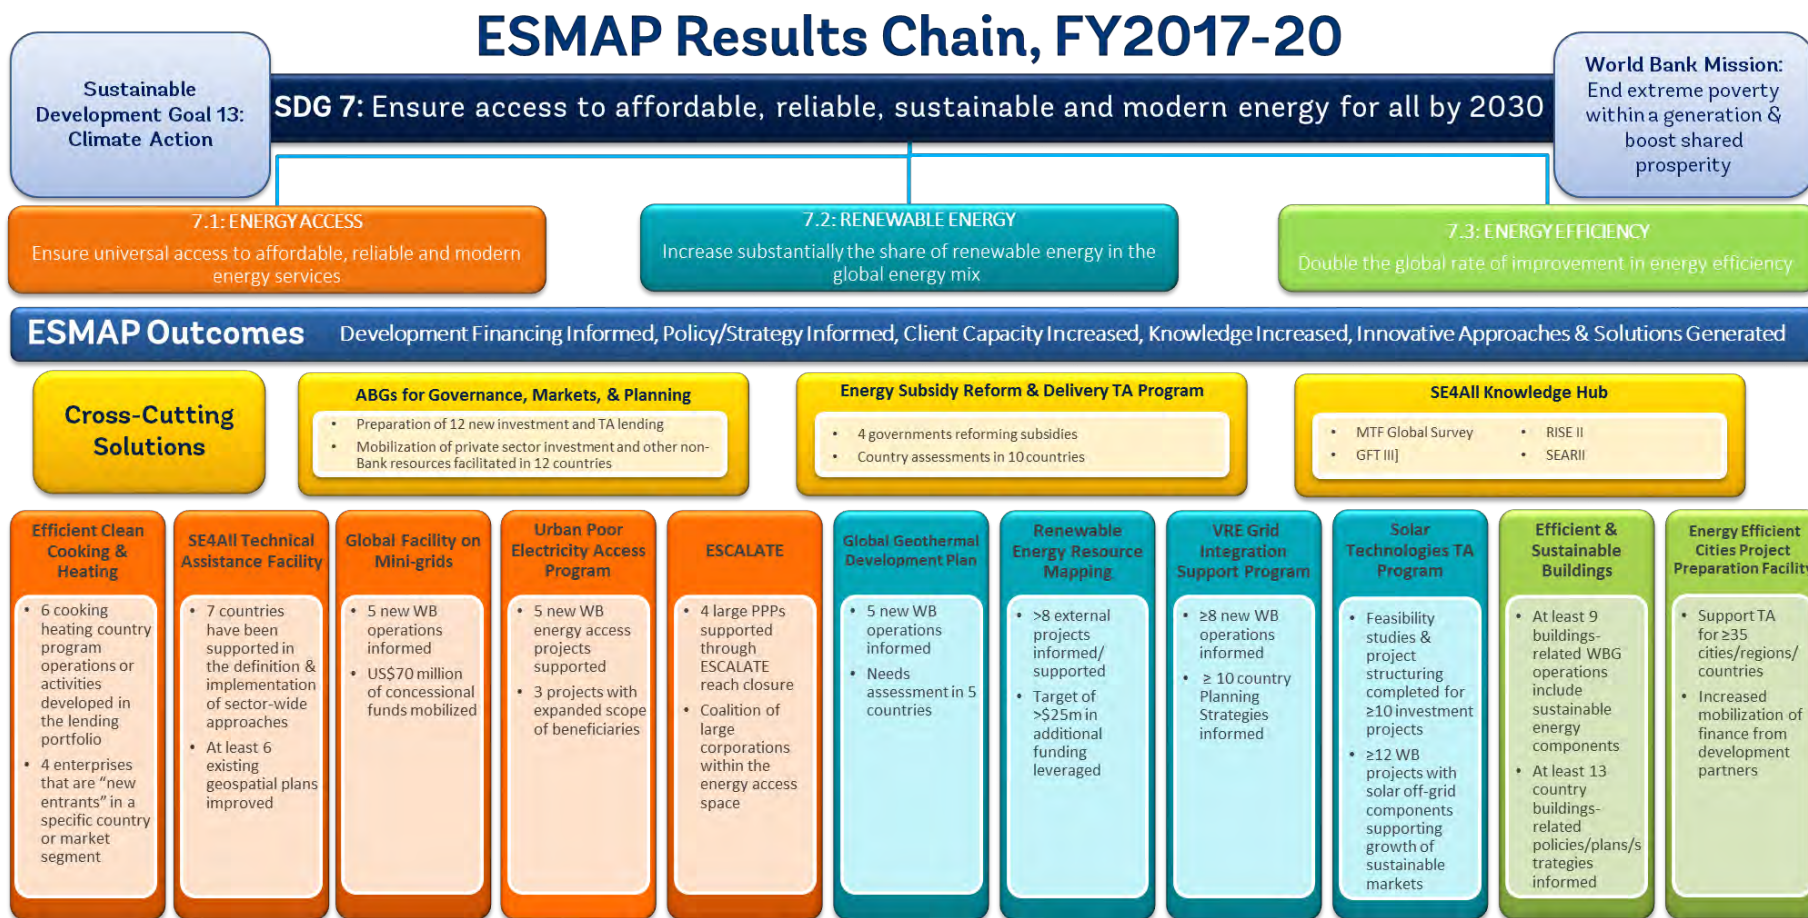 ESMAP Results Chain, FY2017-20
Sustainable
Development Goal 13:
Climate Action
SDG 7: Ensure access to affordable, reliable, sustainable and modern energy for all by 2030
World Bank Mission:
End extreme poverty
within a generation &
boost shared
prosperity
7.1: ENERGY ACCESS
Ensure universal access to affordable, reliable and modern
energy services
7.2: RENEWABLE ENERGY
Increase substantially the share of renewable energy in the
global energy mix
7.3: ENERGY EFFICIENCY
Double the global rate of improvement in energy efficiency
ESMAP Outcomes Development Financing Informed, Policy/Strategy Informed, Client Capacity Increased, Knowledge Increased, Innovative Approaches & Solutions Generated
Cross-Cutting
Solutions
ABGs for Governance, Markets, & Planning
• Preparation of 12 new investment and TA lending
• Mobilization of private sector investment and other non-
Bank resources facilitated in 12 countries
Energy Subsidy Reform & Delivery TA Program
• 4 governments reforming subsidies
• Country assessments in 10 countries
SE4All Knowledge Hub
• MTF Global Survey
• GFT III]
• RISE II
• SEARII
Efficient Clean
Cooking &
Heating
• 6 cooking
heating country
program
operations or
activities
developed in
the lending
portfolio
• 4 enterprises
that are “new
entrants” in a
specific country
or market
segment
SE4All Technical
Assistance Facility
• 7 countries
have been
supported in
the definition &
implementation
of sector-wide
approaches
• At least 6
existing
geospatial plans
improved
Global Facility on
Mini-grids
• 5 new WB
operations
informed
• US$70 million
of concessional
funds mobilized
Urban Poor
Electricity Access
Program
• 5 new WB
energy access
projects
supported
• 3 projects with
expanded scope
of beneficiaries
ESCALATE
• 4 large PPPs
supported
through
ESCALATE
reach closure
• Coalition of
large
corporations
within the
energy access
space
Global Geothermal
Development Plan
• 5 new WB
operations
informed
• Needs
assessment in 5
countries
Renewable
Energy Resource
Mapping
• >8 external
projects
informed/
supported
• Target of
>$25m in
additional
funding
leveraged
VRE Grid
Integration
Support Program
• ≥8 new WB
operations
informed
• ≥ 10 country
Planning
Strategies
informed
Solar
Technologies TA
Program
• Feasibility
studies &
project
structuring
completed for
≥10 investment
projects
• ≥12 WB
projects with
solar off-grid
components
supporting
growth of
sustainable
markets
Efficient &
Sustainable
Buildings
• At least 9
buildings-
related WBG
operations
include
sustainable
energy
components
• At least 13
country
buildings-
related
policies/plans/s
trategies
informed
Energy Efficient
Cities Project
Preparation Facility
• Support TA
for ≥35
cities/regions/
countries
• Increased
mobilization of
finance from
development
partners